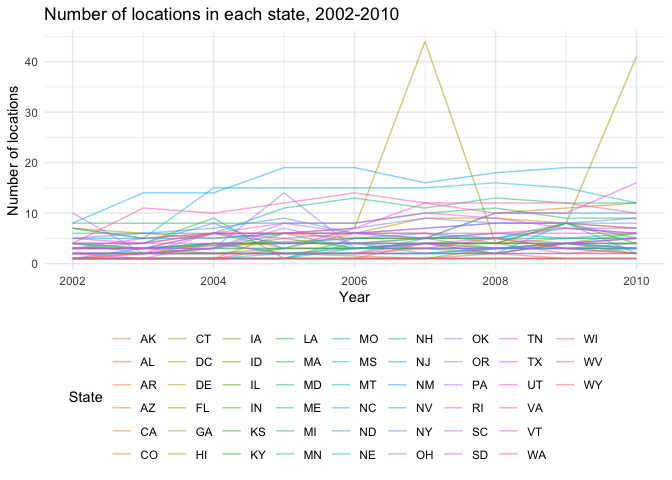 Number of locations in each state, 2002-2010
Number of locations
40
30
20
10
0
2002 2004 2006 2008 2010
Year
State
AK CT IA LA MO NH OK TN WI
AL DC ID MA MS NJ OR TX WV
AR DE IL MD MT NM PA UT WY
AZ FL IN ME NC NV RI VA
CA GA KS MI ND NY SC VT
CO HI KY MN NE OH SD WA